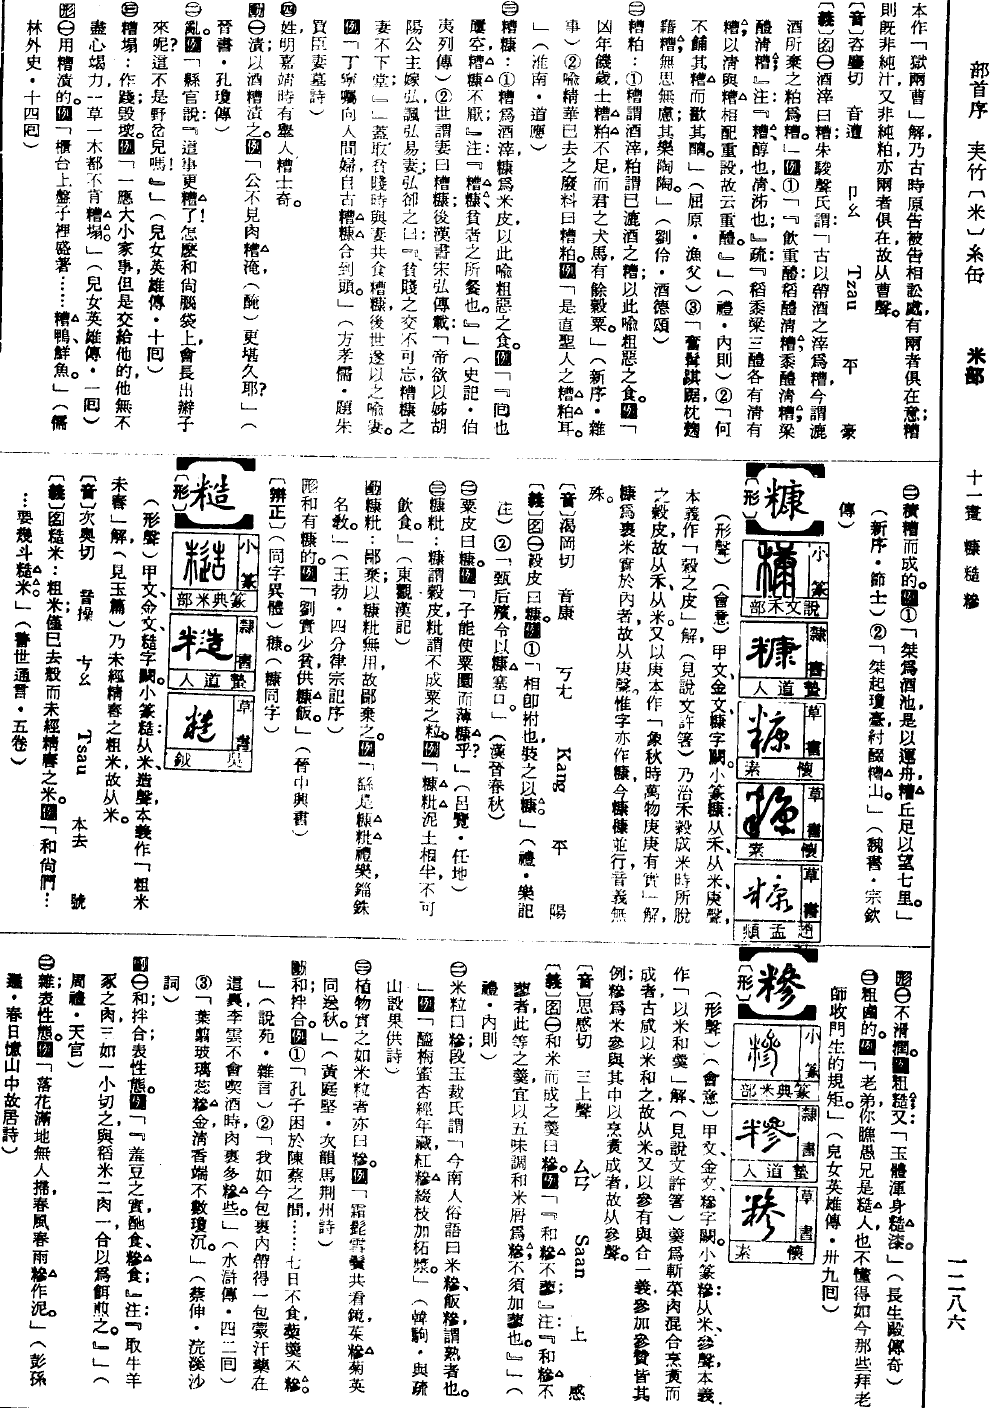 部首序　夾竹〔米〕糸缶　米部　十一畫　糠糙糝　一二八六
本作「獄兩曹」解，乃古時原告被告相訟處，有兩者俱在意；糟
則既非純汁又非純粕亦兩者俱在，故从曹聲。
〔音〕　音遭　ㄗㄠ　Tzau　平　豪
〔義〕名㊀酒滓曰糟，朱駿聲氏謂「古以帶酒之滓爲糟，今謂漉
酒所棄之粕爲糟。」例①「『飲重醴稻醴清糟，黍醴清糟，粱
醴清糟』注『糟，醇也，清，泲也』疏『稻黍粱三醴各有清有
糟，以清與糟相配重設，故云重醴。』」（禮・內則）②「何
不餔其糟而歠其醨。」（屈原・漁父）③「奮髯踑踞，枕麴
藉糟，無思無慮，其樂陶陶。」（劉伶・酒德頌）
㊁糟粕：①糟謂酒滓，粕謂已漉酒之糟，以此喻粗惡之食。例「
凶年饑歲，士糟粕不足，而君之犬馬有餘穀粟。」（新序・雜
事）②喻精華已去之廢料曰糟粕。例「是直聖人之糟粕耳。
」（淮南・道應）
㊂糟糠：①糟爲酒滓，糠爲米皮，以此喻粗惡之食。例「『回也
屢空，糟糠不厭』注『糟糠，貧者之所餐也。』」（史記・伯
夷列傳）②世謂妻曰糟糠，後漢書宋弘傳載「帝欲以姊胡
陽公主嫁弘，諷弘易妻，弘卻之曰『貧賤之交不可忘，糟糠之
妻不下堂』」蓋取貧賤時與妻共食糟糠，後世遂以之喻妻。
例「丁寧囑向人間婦，自古糟糠合到頭。」（方孝儒・題朱
買臣妻墓詩）
㊃姓，明嘉靖時有臺人糟士奇。
動㊀漬以酒糟漬之。例「公不見肉糟淹（醃）更堪久耶？」（
晉書・孔瓊傳）
㊁亂。例「縣官說『這事更糟了！怎麼和尚腦袋上會長出辮子
來呢？這不是野岔兒嗎！』」（兒女英雄傳・十回）
㊂糟塌：作踐毀壞。例「一應大小家事，但是交給他的，他無不
盡心竭力，一草一木都不肯糟塌。」（兒女英雄傳・一回）
形㊀用糟漬的。例「櫃台上盤子裡盛著……糟鴨鮮魚。」（儒
林外史・十四回）
㊁積糟而成的。例①「桀爲酒池，是以運舟，糟丘足以望七里。」
（新序・節士）②「桀起瓊臺，紂醊糟山。」（魏書・宗欽
傳）
糠
〔形〕
小篆　說文禾部
隸書　蟄道人
草書　懷素
草書　懷素
草書　趙孟頫
（形聲）（會意）甲文金文糠字闕。小篆糠从禾、从米、庚聲，
本義作「穀之皮」解，（見說文許箸）乃治禾穀成米時所脫
之穀皮，故从禾从米。又以庚本作「象秋時萬物庚庚有實」解，
糠爲裹米實於內者，故从庚聲。惟字亦作糠，今糠穅並行，音義無
殊。
〔音〕渴岡切　音康　ㄎㄤ　Kang　平　陽
〔義〕名㊀穀皮曰糠。例①「相卽拊也，裝之以糠。」（禮・樂記
注）②「甄后殯，令以糠塞口。」（漢晉春秋）
㊁粟皮曰糠。例「子能使粟圜而薄糠乎？」（呂覽・任地）
㊂糠粃：糠謂穀皮，粃謂不成粟之粒。例「糠粃泥土相半，不可
飲食。」（東觀漢記）
動糠粃：鄙棄，以糠粃無用故鄙棄之。例「糸是糠粃禮樂，錙銖
名教。」（王勃・四分律宗記序）
形和有糠的。例「劉實少貧，供糠飯。」（晉中興書）
〔辨正〕（同字異體）穅（糠同字）
糙
〔形〕
小篆　篆典米部
隸書　蟄道人
草書　吳鉞
（形聲）甲文金文糙字闕。小篆糙从米、造聲，本義作「粗米
未舂」解，（見玉篇）乃未經精舂之粗米，故从米。
〔音〕次奧切　音操　ㄘㄠ　Tsau　本去　號
〔義〕名糙米：粗米，僅已去殼而未經精舂之米。例「和尚們…
…要幾斗糙米。」（警世通言・五卷）
形㊀不滑潤。例粗糙。又「玉體渾身糙漆。」（長生殿傳奇）
㊁粗鹵的。例「老弟你瞧愚兄是糙人，也不懂得如今那些拜老
師收門生的規矩。」（兒女英雄傳・卅九回）
糝
〔形〕
小篆　篆典米部
隸書　蟄道人
草書　懷素
（形聲）（會意）甲文金文糝字闕。小篆糝从米、參聲，本義
作「以米和羹」解，（見說文許箸）羹爲斬菜肉混合烹煮而
成者，古咸以米和之，故从米。又以參有與合一義，參加參贊皆其
例；糝爲米參與其中以烹煮成者，故从參聲。
〔音〕思感切　三上聲　ㄙㄢˇ　Saan　上　感
〔義〕名㊀和米而成之羹曰糝。例「『和糝不蓼』注『和糝不
蓼者，此等之羹，宜以五味調和米屑爲糝，不須加蓼也。』」（
禮・內則）
㊁米粒曰糝，段玉裁氏謂「今南人俗語曰米糝，飯糝，謂孰者也。
」例「醯梅蜜杏經年藏，紅糝綴枝加柘漿。」（韓駒・與疏
山設果供詩）
㊂植物實之如米粒者亦曰糝。例「霜髭雪鬢共看鏡，茱糝菊英
同送秋。」（黃庭堅・次韻馬荊州詩）
動和拌合。例①「孔子困於陳蔡之間……七日不食，藜羹不糝。
」（說苑・雜言）②「我如今包裹內帶得一包蒙汗藥在
這裏，李雲不會喫酒時，肉裏多糝些。」（水滸傳・四二回）
③「葉翦玻璃蕊糝金，清香端不數瓊沉。」（蔡伸・浣溪沙
詞）
副㊀和拌合，表性態。例「『羞豆之實，酏食，糝食』注『取牛羊
豕之肉，三如一，小切之，與稻米二，肉一，合以爲餌煎之。』」（
周禮・天官）
㊁雜，表性態。例「落花滿地無人掃，春風春雨糝作泥。」（彭孫
遹・春日憶山中故居詩）